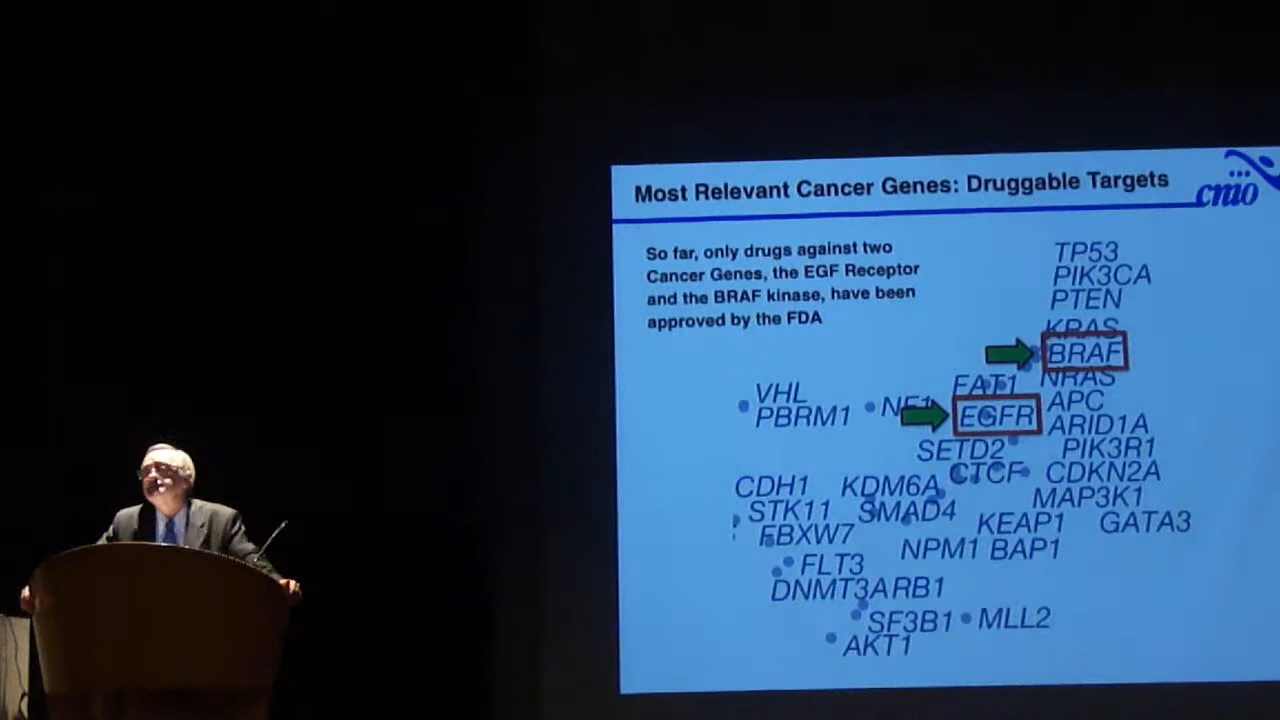 Most Relevant Cancer Genes: Druggable Targets
cnio
So far, only drugs against two
Cancer Genes, the EGF Receptor
and the BRAF kinase, have been
approved by the FDA
TP53
PIK3CA
PTEN
KRAS
BRAF
FAT1 NRAS
VHL
PBRM1 NF1 EGFR APC
ARID1A
SETD2 PIK3R1
CTCF CDKN2A
CDH1 KDM6A MAP3K1
STK11 SMAD4 KEAP1 GATA3
FBXW7
NPM1 BAP1
FLT3
DNMT3A RB1
SF3B1 MLL2
AKT1